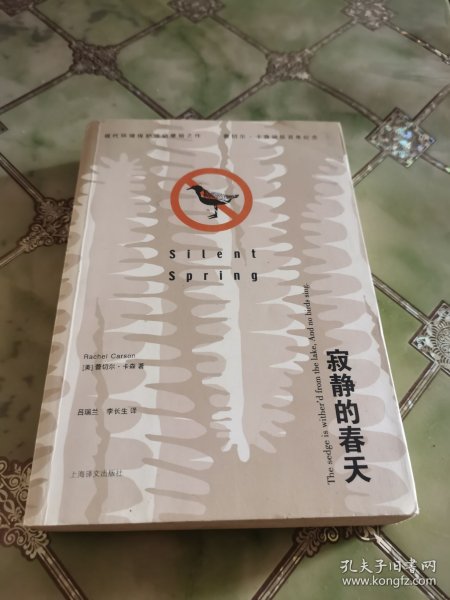 现代环境保护运动奠基之作
蕾切尔·卡森诞辰百年纪念
Silent
Spring
Rachel Carson
[美]蕾切尔·卡森 著
吕瑞兰 李长生 译
上海译文出版社
The sedge is wither'd from the lake, And no birds sing.
寂静的春天
孔夫子旧书网
www.kongfz.com